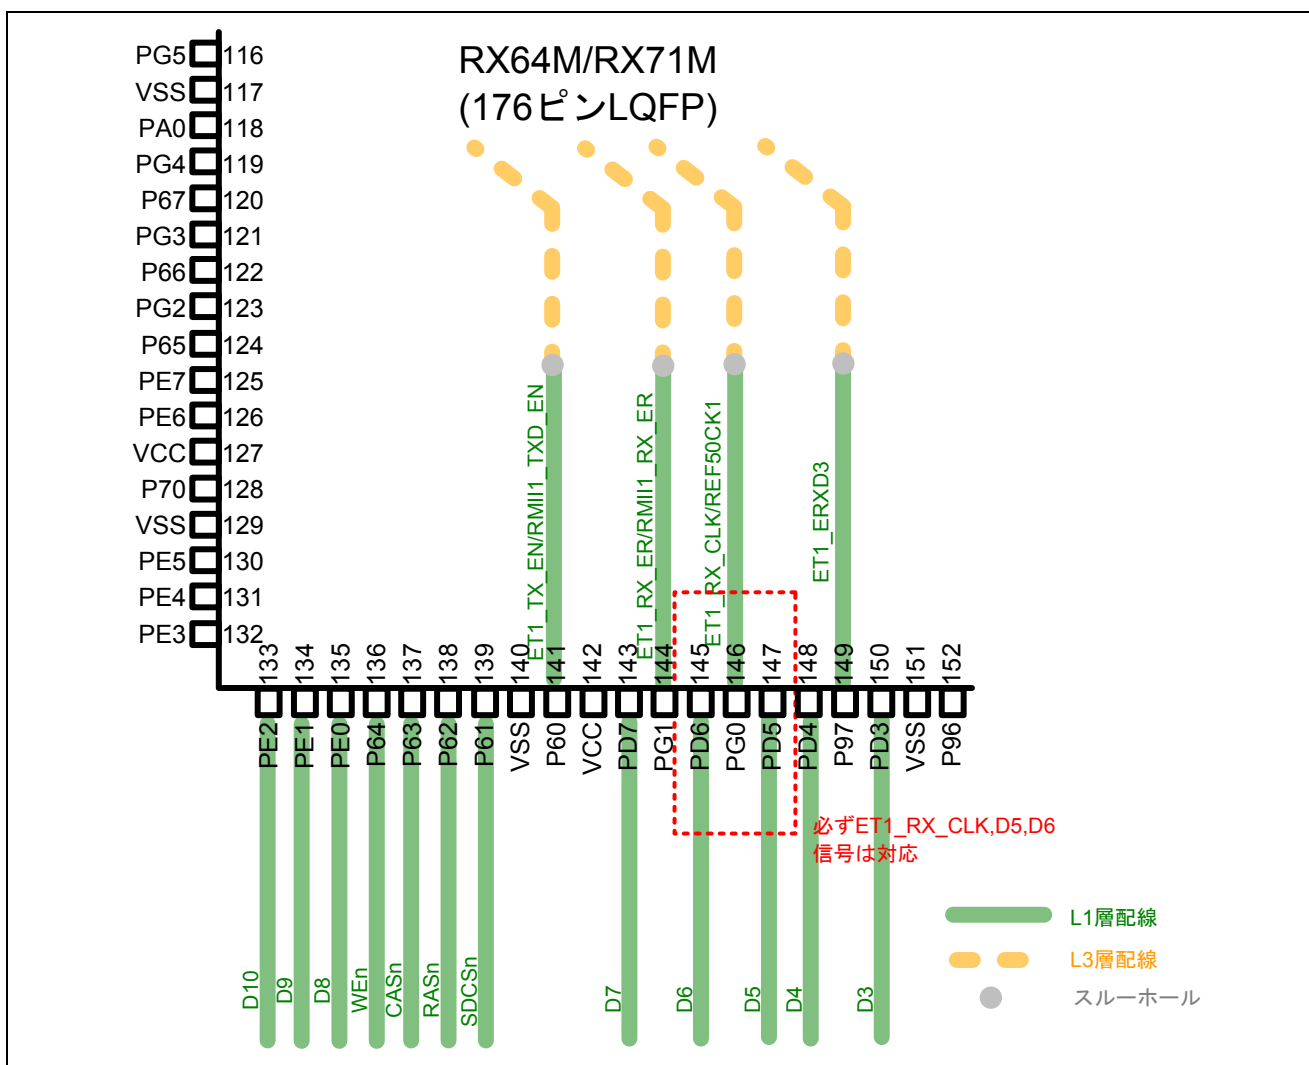 RX64M/RX71M
(176ピンLQFP)
PG5 116
VSS 117
PA0 118
PG4 119
P67 120
PG3 121
P66 122
PG2 123
P65 124
PE7 125
PE6 126
VCC 127
P70 128
VSS 129
PE5 130
PE4 131
PE3 132
ET1_TX_EN/RMII1_TXD_EN
ET1_RX_ER/RMII1_RX_ER
ET1_RX_CLK/REF50CK1
ET1_ERXD3
133
134
135
136
137
138
139
140
141
142
143
144
145
146
147
148
149
150
151
152
PE2
PE1
PE0
P64
P63
P62
P61
VSS
P60
VCC
PD7
PG1
PD6
PG0
PD5
PD4
P97
PD3
VSS
P96
必ずET1_RX_CLK,D5,D6
信号は対応
D10
D9
D8
WEn
CASn
RASn
SDCSn
D7
D6
D5
D4
D3
L1層配線
L3層配線
スルーホール